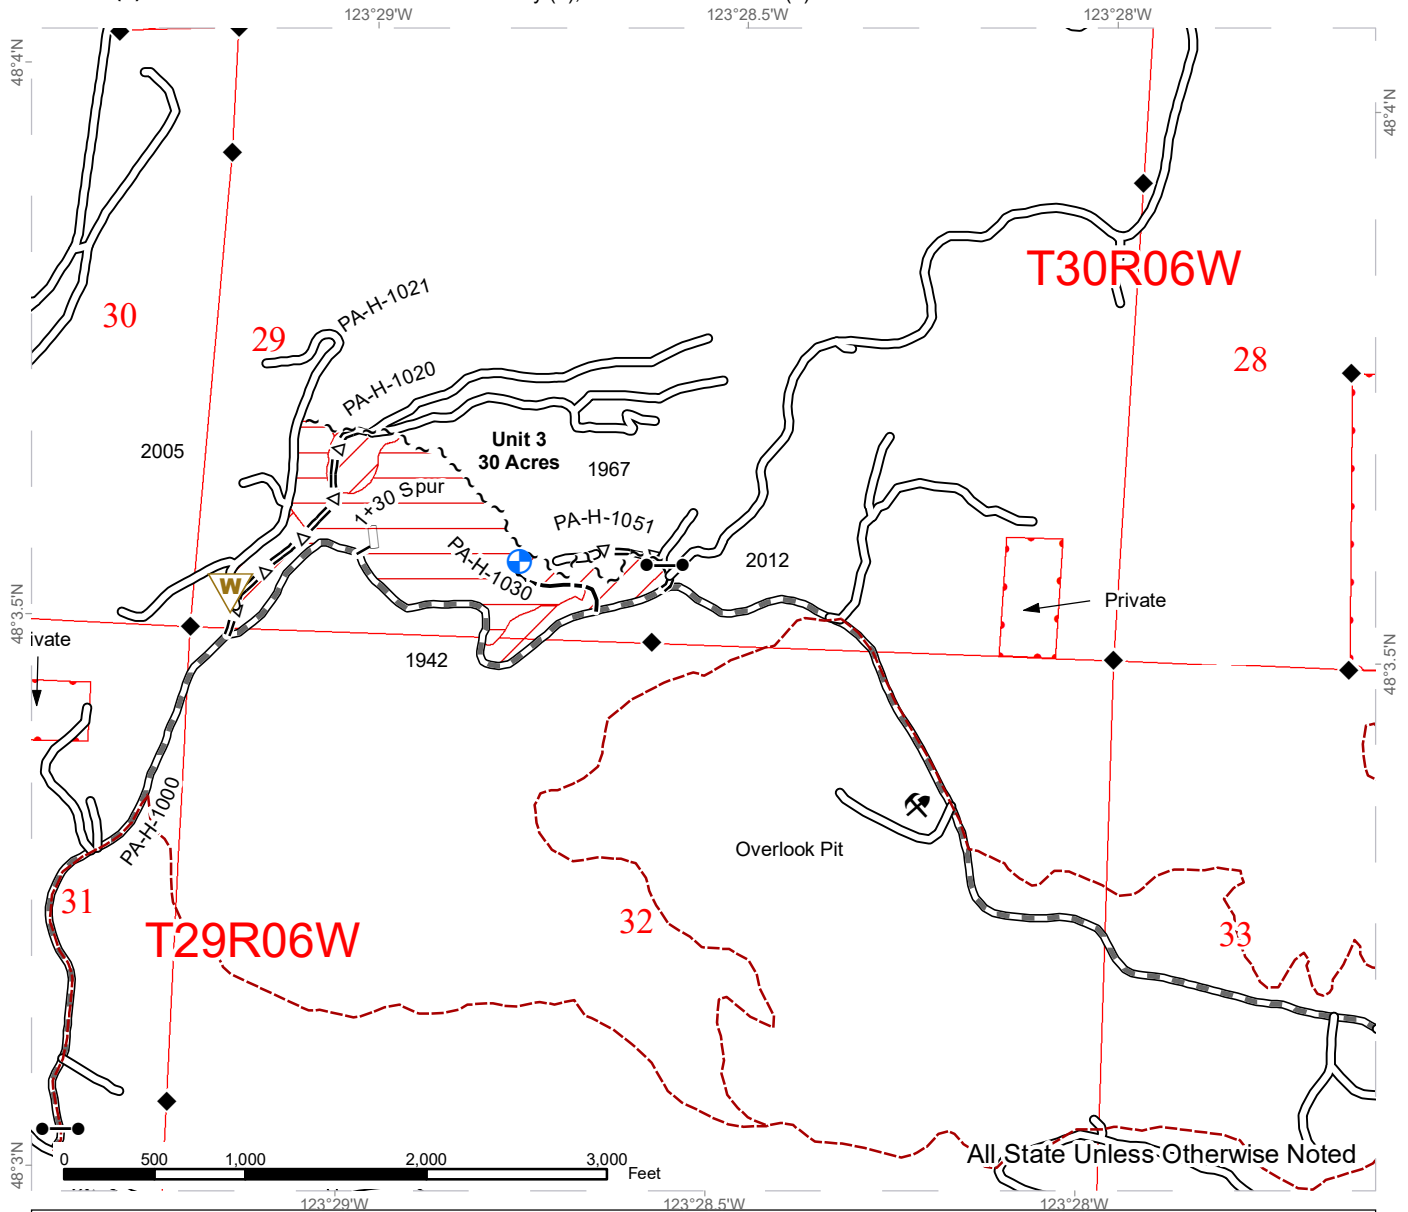 123°29'W
123°28.5'W
123°28'W
48°4'N
48°4'N
T30R06W
PA-H-1021
30
29
28
PA-H-1020
Unit 3
30 Acres
2005
1967
1+30 Spur
PA-H-1051
2012
PA-H-1030
W
Private
48°3.5'N
48°3.5'N
ivate
1942
PA-H-1000
Overlook Pit
31
32
33
T29R06W
All State Unless Otherwise Noted
48°3'N
0
500
1,000
2,000
3,000
Feet
123°29'W
123°28.5'W
123°28'W